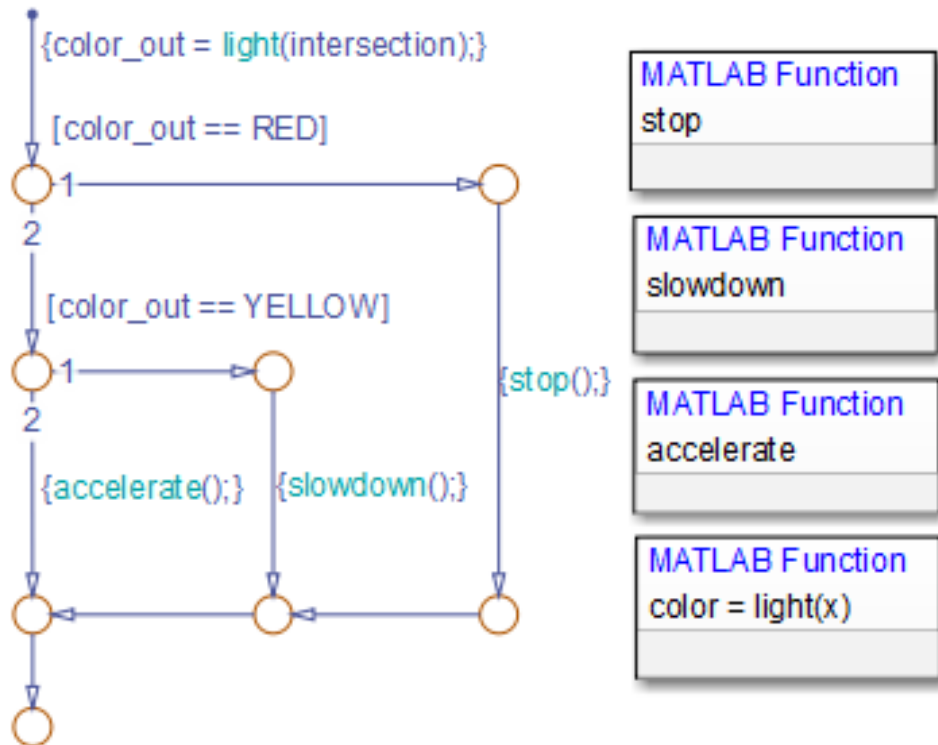 {color_out = light(intersection);}
[color_out == RED]
1
2
[color_out == YELLOW]
1
2
{stop();}
{accelerate();}
{slowdown();}
MATLAB Function
stop
MATLAB Function
slowdown
MATLAB Function
accelerate
MATLAB Function
color = light(x)